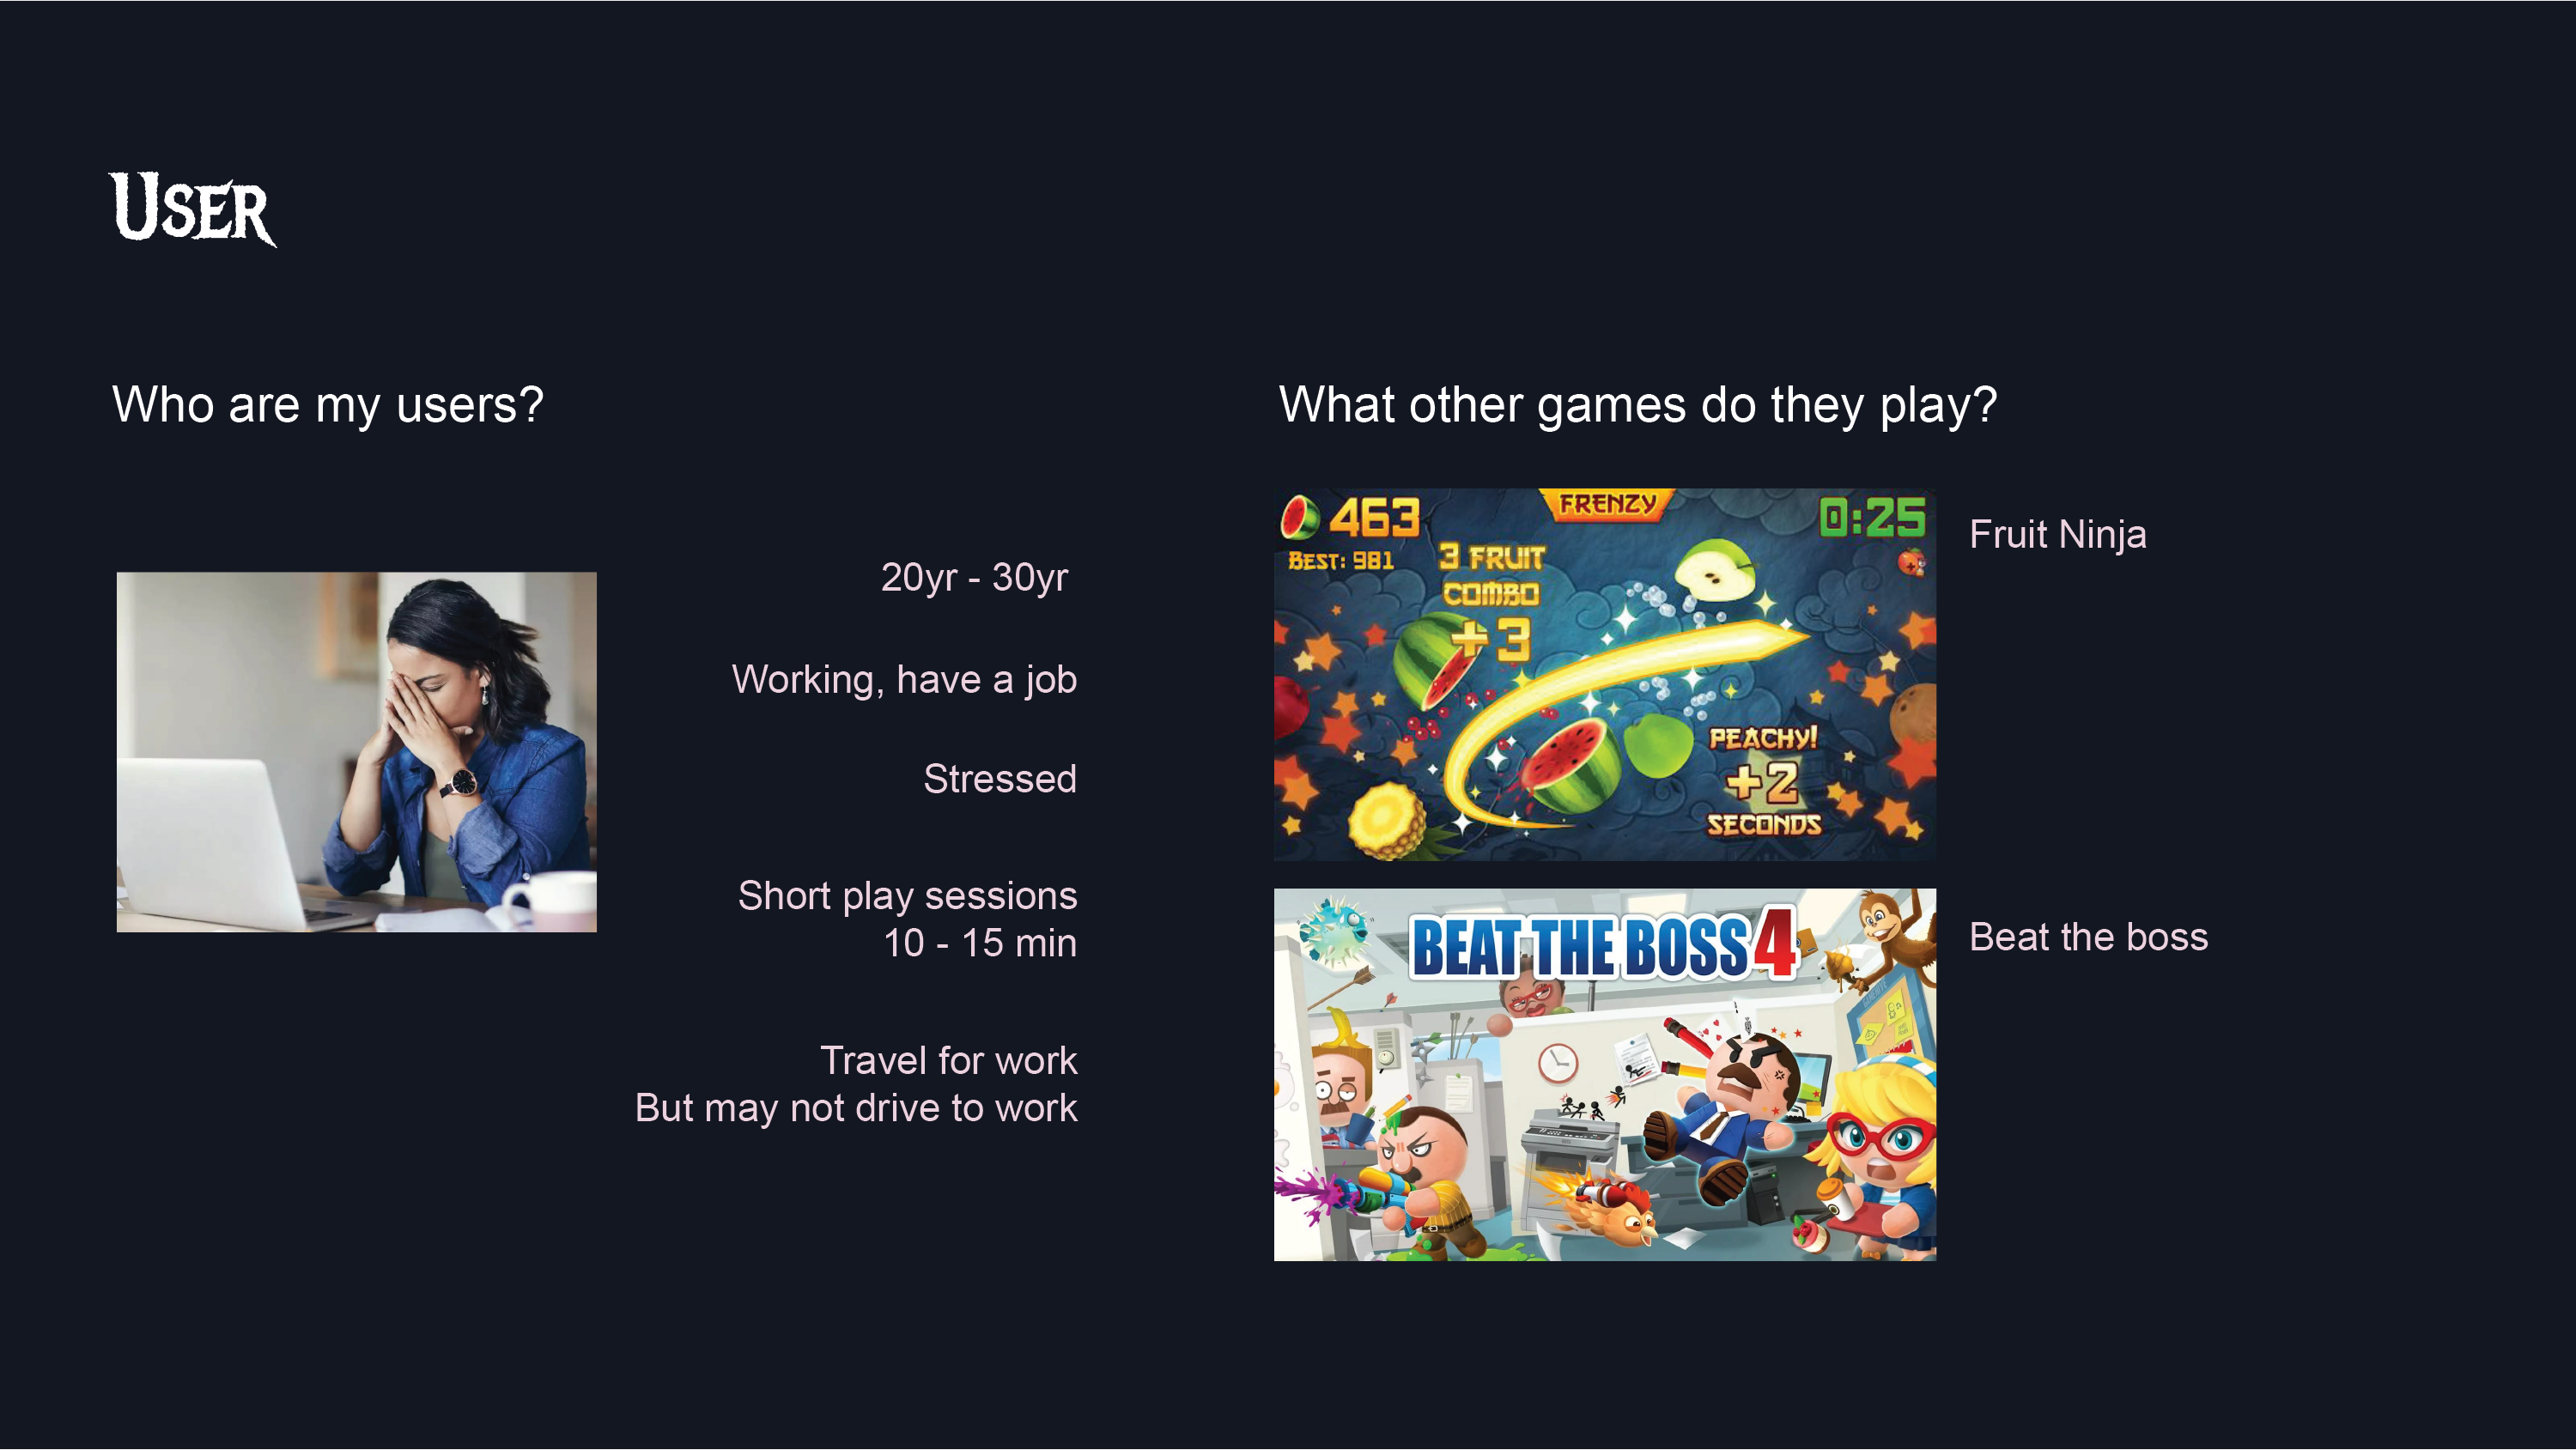 USER
Who are my users?
20yr - 30yr
Working, have a job
Stressed
Short play sessions
10 - 15 min
Travel for work
But may not drive to work
What other games do they play?
463
BEST: 981
FRENZY
0:25
3 FRUIT
COMBO
+3
PEACHY!
+2
SECONDS
Fruit Ninja
BEAT THE BOSS 4
Beat the boss